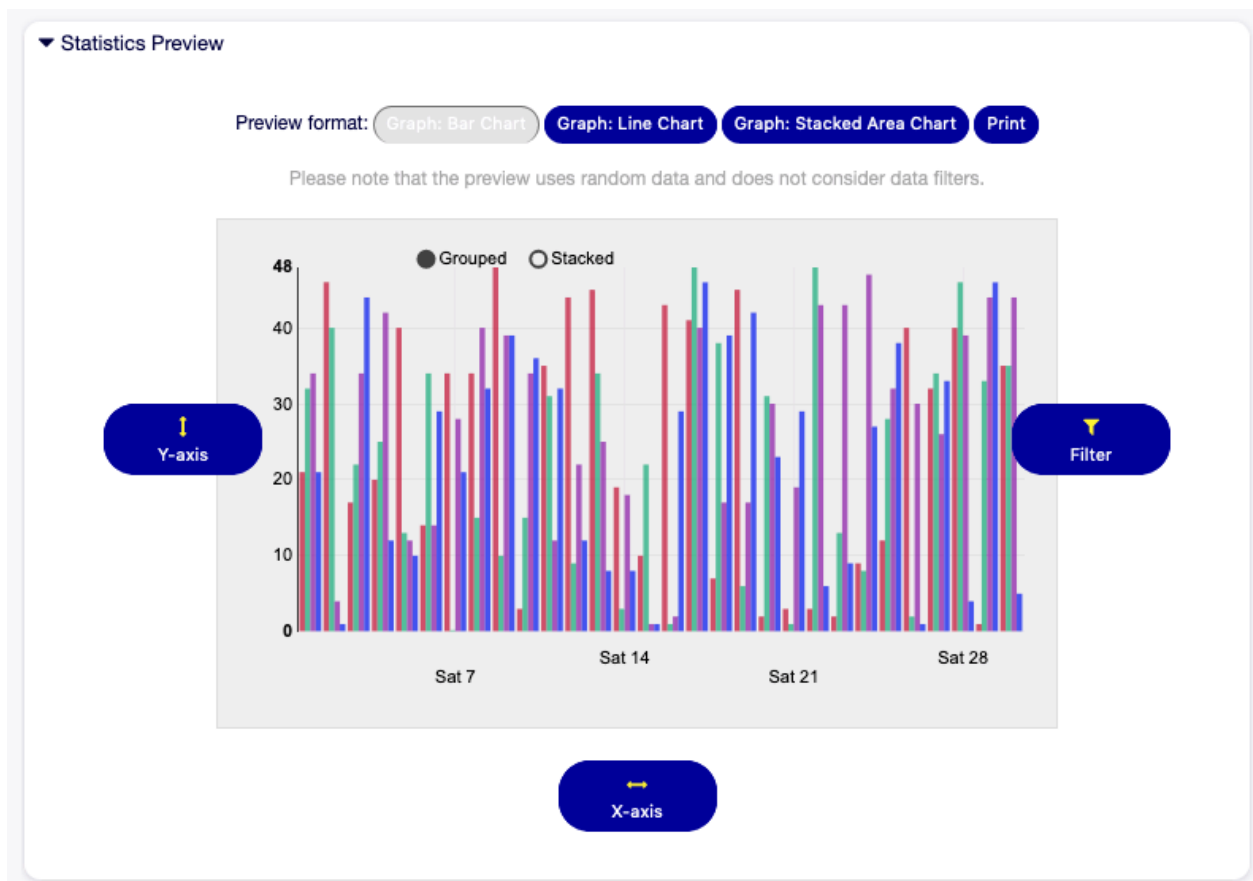 Statistics Preview
Preview format: Graph: Bar Chart Graph: Line Chart Graph: Stacked Area Chart Print
Please note that the preview uses random data and does not consider data filters.
Grouped Stacked
48
40
30
20
10
0
Y-axis
Filter
Sat 7
Sat 14
Sat 21
Sat 28
X-axis